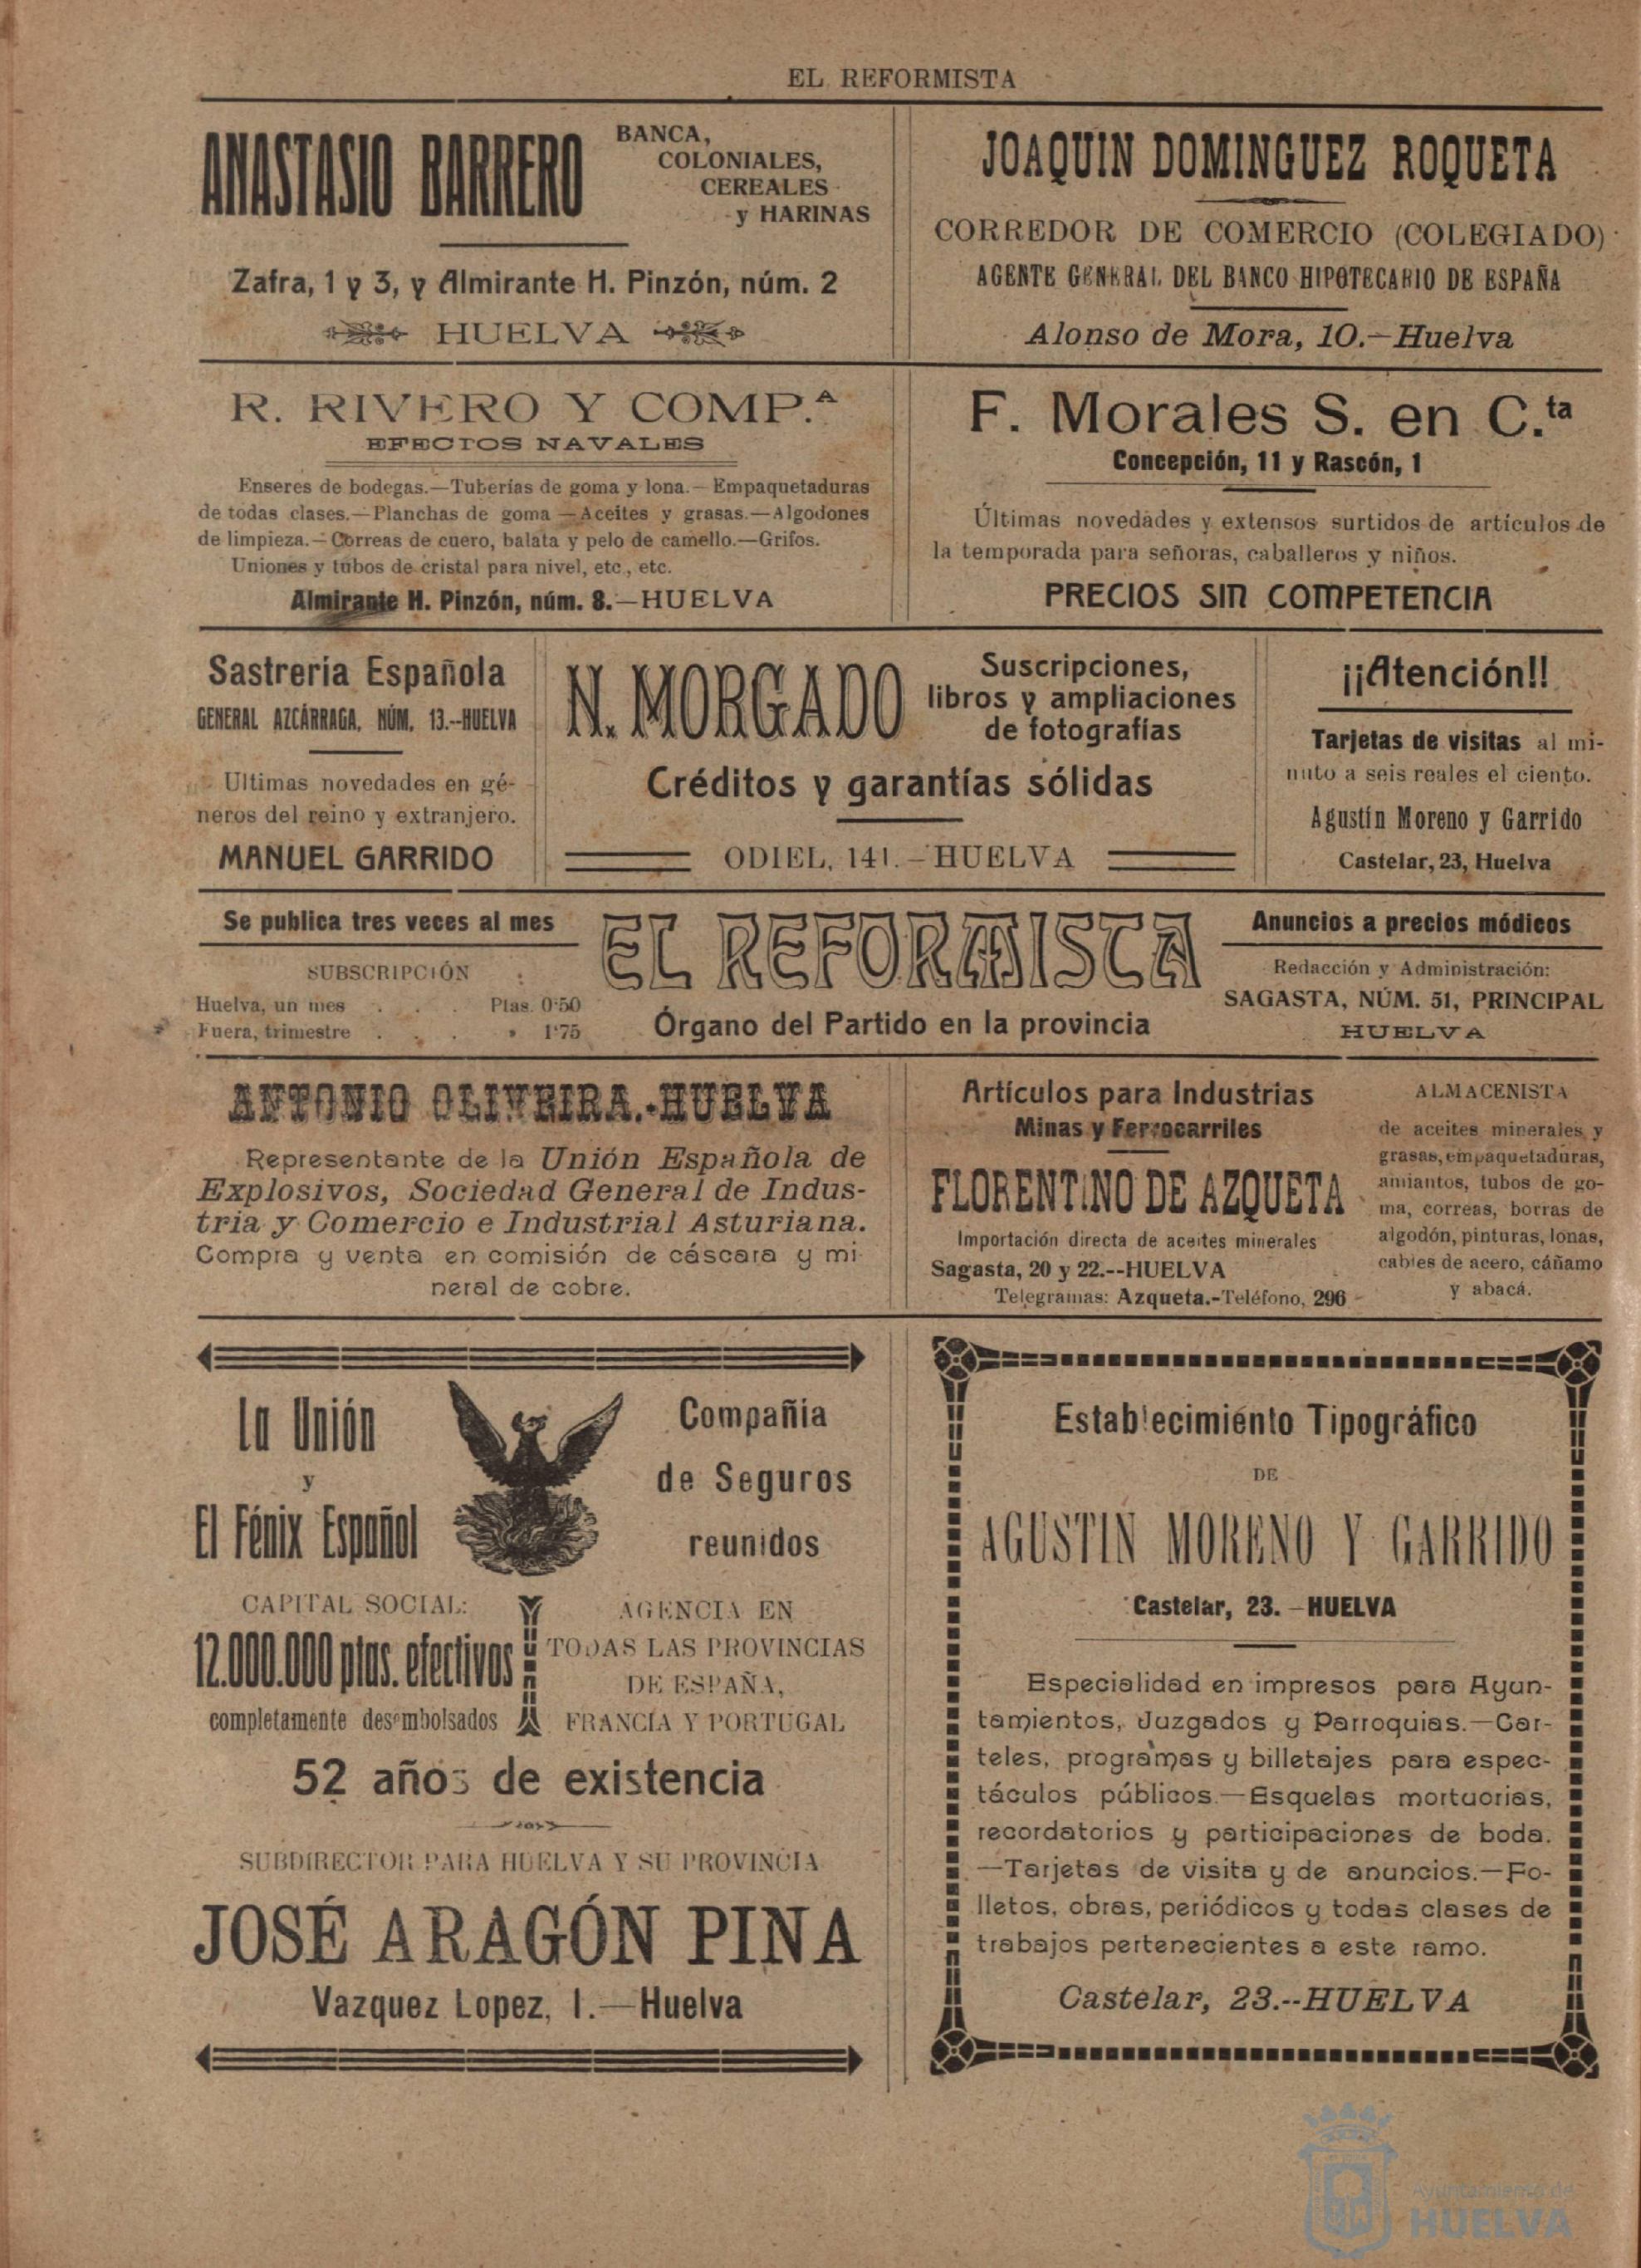 EL REFORMISTA
ANASTASIO BARRERO
BANCA,
COLONIALES,
CEREALES
y HARINAS
Zafra, 1 y 3, y Almirante H. Pinzón, núm. 2
HUELVA
JOAQUIN DOMINGUEZ ROQUETA
CORREDOR DE COMERCIO (COLEGIADO)
AGENTE GENERAL DEL BANCO HIPOTECARIO DE ESPAÑA
Alonso de Mora, 10.—Huelva
R. RIVERO Y COMP.ª
EFECTOS NAVALES
Enseres de bodegas.—Tuberías de goma y lona.—Empaquetaduras
de todas clases.—Planchas de goma—Aceites y grasas.—Algodones
de limpieza.—Correas de cuero, balata y pelo de camello.—Grifos.
Uniones y tubos de cristal para nivel, etc., etc.
Almirante H. Pinzón, núm. 8.—HUELVA
F. Morales S. en C.ta
Concepción, 11 y Rascón, 1
Últimas novedades y extensos surtidos de artículos de
la temporada para señoras, caballeros y niños.
PRECIOS SIN COMPETENCIA
Sastrería Española
GENERAL AZCÁRRAGA, NÚM. 13.--HUELVA
Ultimas novedades en gé-
neros del reino y extranjero.
MANUEL GARRIDO
N. MORGADO
Suscripciones,
libros y ampliaciones
de fotografías
Créditos y garantías sólidas
ODIEL, 141.—HUELVA
¡¡Atención!!
Tarjetas de visitas al mi-
nuto a seis reales el ciento.
Agustín Moreno y Garrido
Castelar, 23, Huelva
Se publica tres veces al mes
SUBSCRIPCIÓN
Huelva, un mes . . . Ptas. 0'50
Fuera, trimestre . . . » 1'75
EL REFORMISTA
Órgano del Partido en la provincia
Anuncios a precios módicos
Redacción y Administración:
SAGASTA, NÚM. 51, PRINCIPAL
HUELVA
ANTONIO OLIVEIRA.-HUELVA
Representante de la Unión Española de
Explosivos, Sociedad General de Indus-
tria y Comercio e Industrial Asturiana.
Compra y venta en comisión de cáscara y mi-
neral de cobre.
Artículos para Industrias
Minas y Ferrocarriles
FLORENTINO DE AZQUETA
Importación directa de aceites minerales
Sagasta, 20 y 22.--HUELVA
Telegramas: Azqueta.-Teléfono, 296
ALMACENISTA
de aceites minerales y
grasas, empaquetaduras,
amiantos, tubos de go-
ma, correas, borras de
algodón, pinturas, lonas,
cables de acero, cáñamo
y abacá.
La Unión
y
El Fénix Español
Compañia
de Seguros
reunidos
CAPITAL SOCIAL:
12.000.000 ptas. efectivos
completamente desembolsados
AGENCIA EN
TODAS LAS PROVINCIAS
DE ESPAÑA,
FRANCIA Y PORTUGAL
52 años de existencia
SUBDIRECTOR PARA HUELVA Y SU PROVINCIA
JOSÉ ARAGÓN PINA
Vazquez Lopez, 1.—Huelva
Establecimiento Tipográfico
DE
AGUSTIN MORENO Y GARRIDO
Castelar, 23.—HUELVA
Especialidad en impresos para Ayun-
tamientos, Juzgados y Parroquias.—Car-
teles, programas y billetajes para espec-
táculos públicos.—Esquelas mortuorias,
recordatorios y participaciones de boda.
—Tarjetas de visita y de anuncios.—Fo-
lletos, obras, periódicos y todas clases de
trabajos pertenecientes a este ramo.
Castelar, 23.--HUELVA
Ayuntamiento de
HUELVA